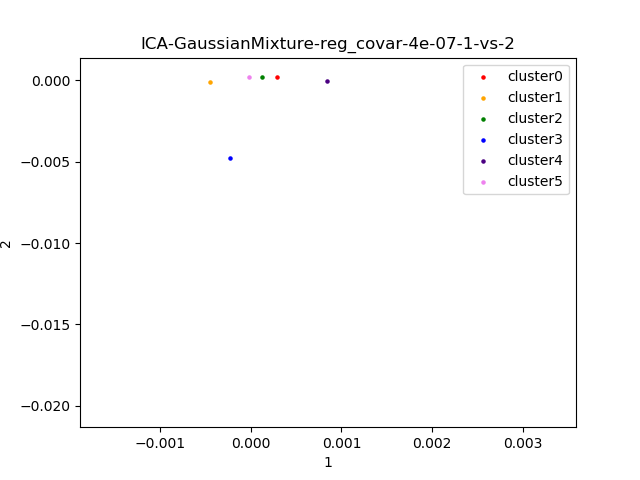 ICA-GaussianMixture-reg_covar-4e-07-1-vs-2
0.000
−0.005
−0.010
−0.015
−0.020
2
cluster0
cluster1
cluster2
cluster3
cluster4
cluster5
−0.001 0.000 0.001 0.002 0.003
1